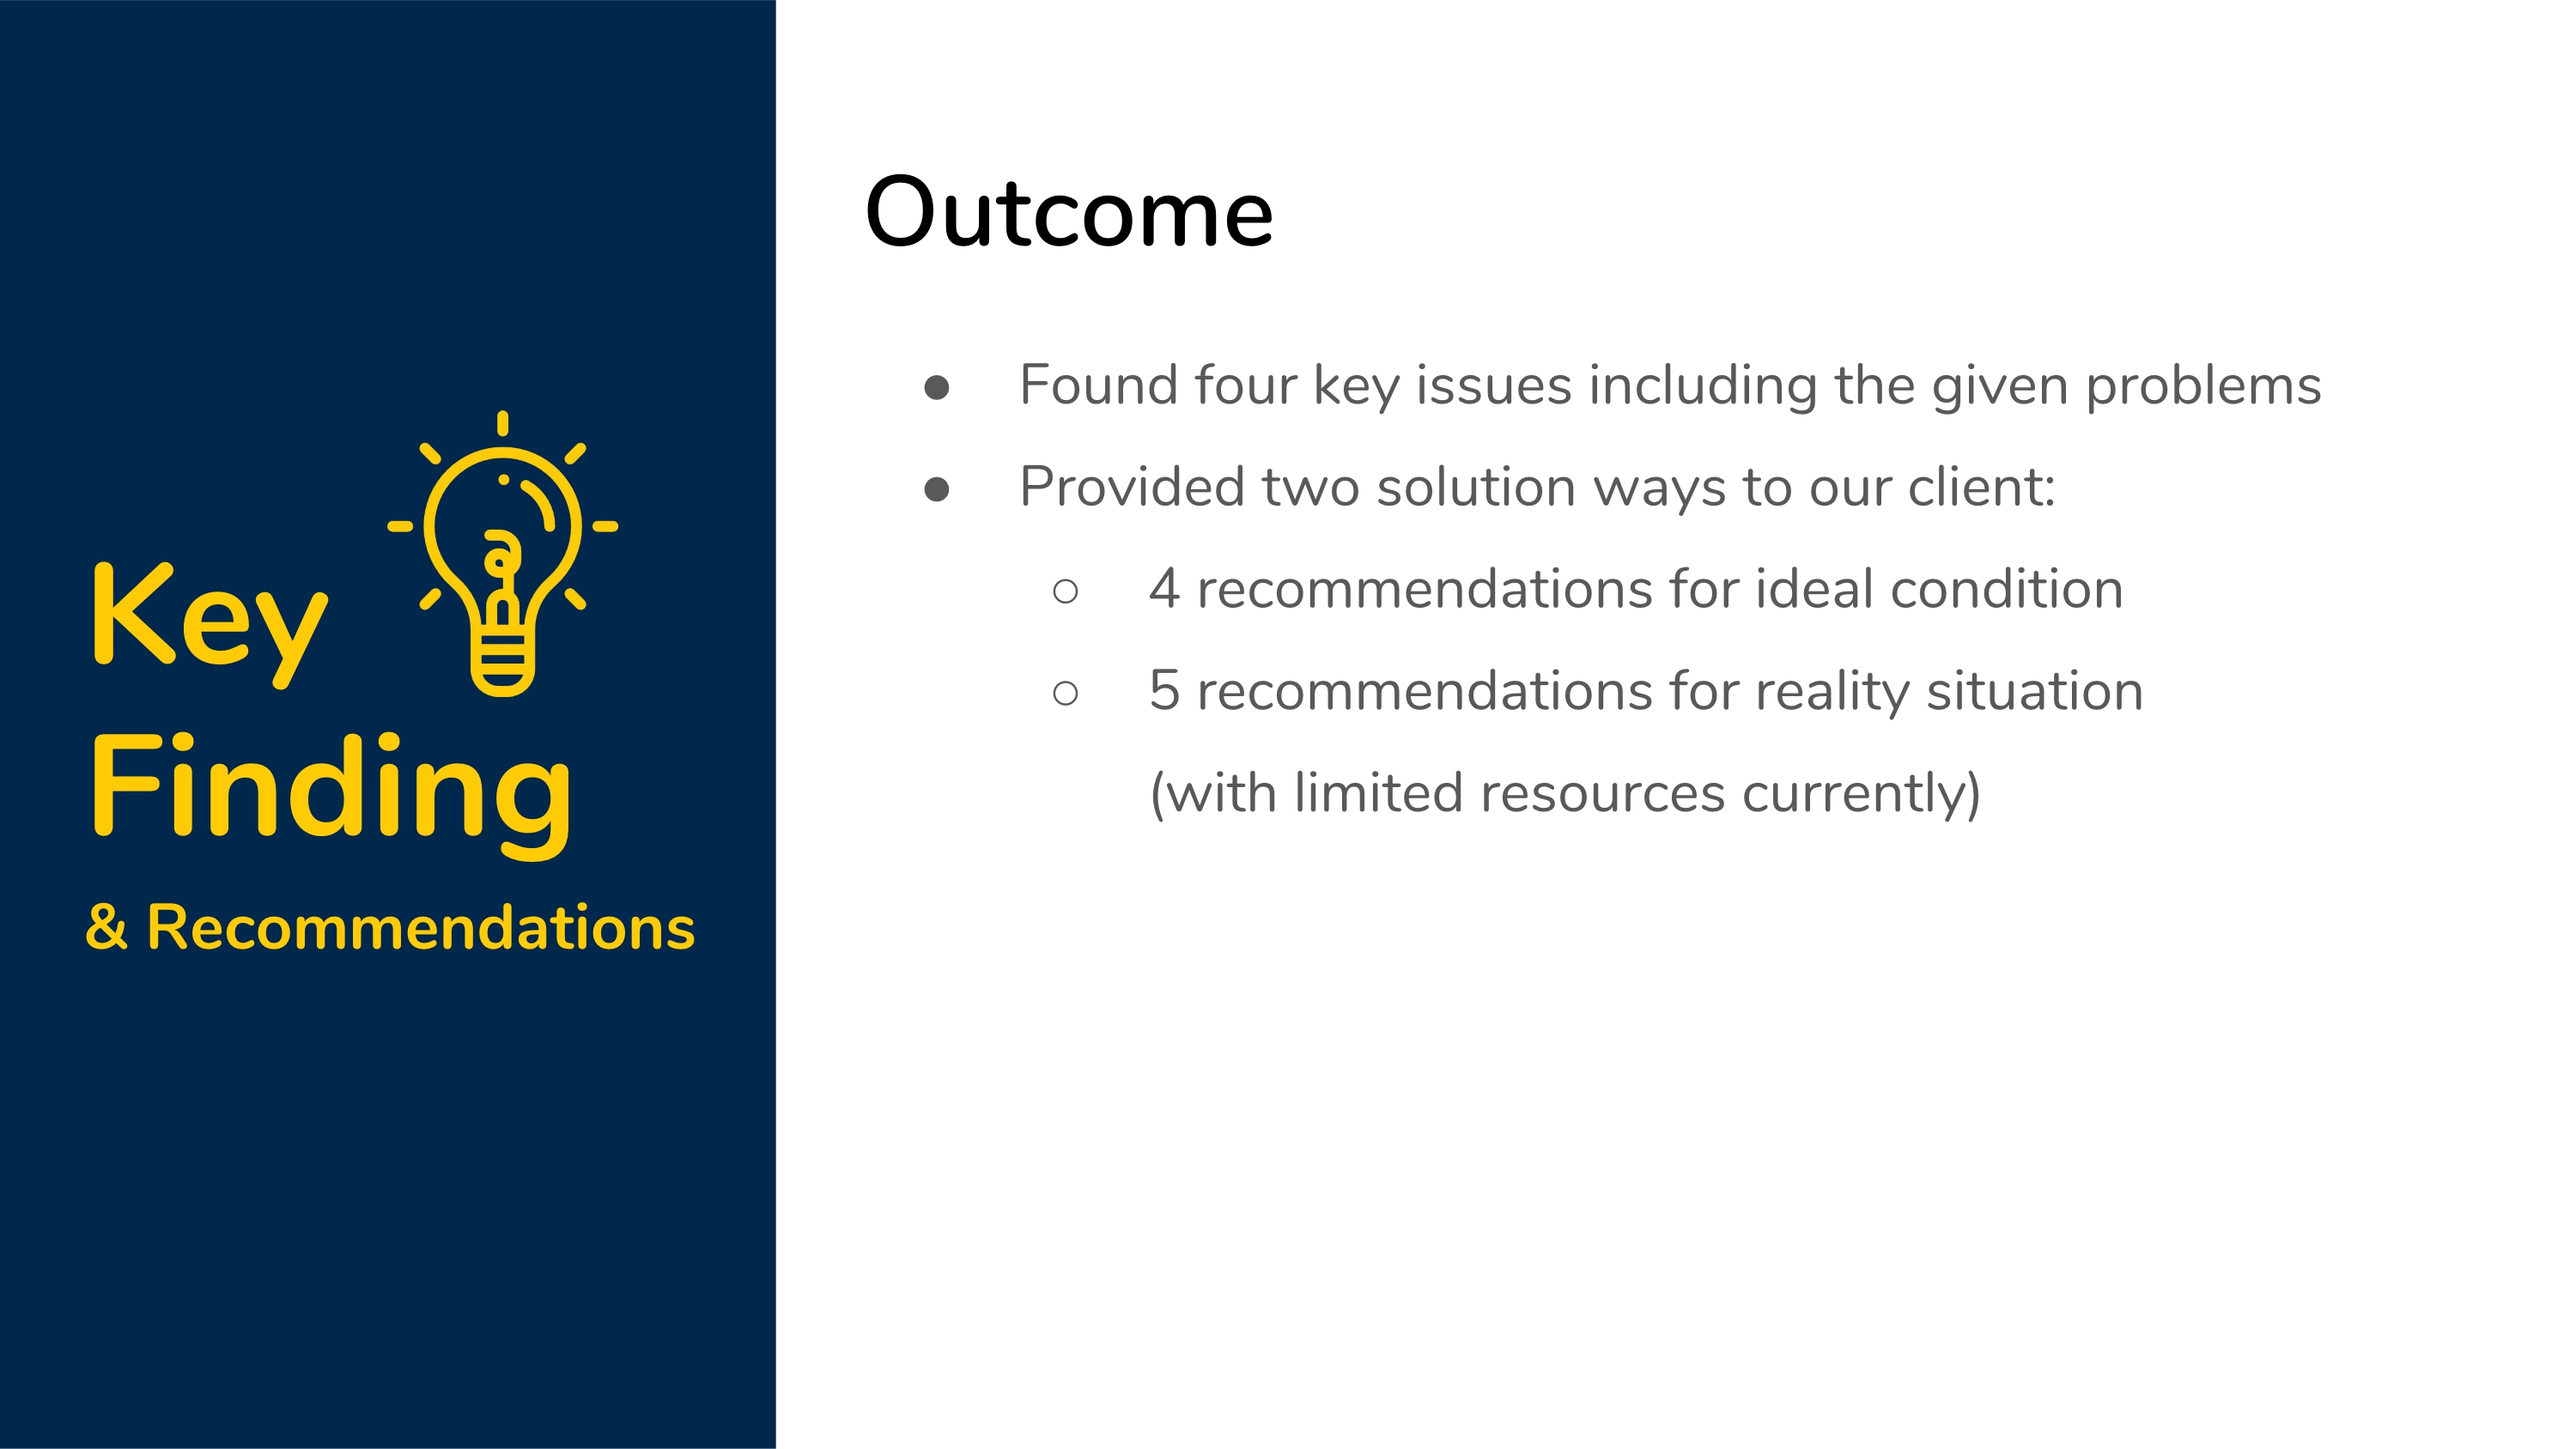 Key
Finding
& Recommendations
Outcome
● Found four key issues including the given problems
● Provided two solution ways to our client:
○ 4 recommendations for ideal condition
○ 5 recommendations for reality situation
(with limited resources currently)